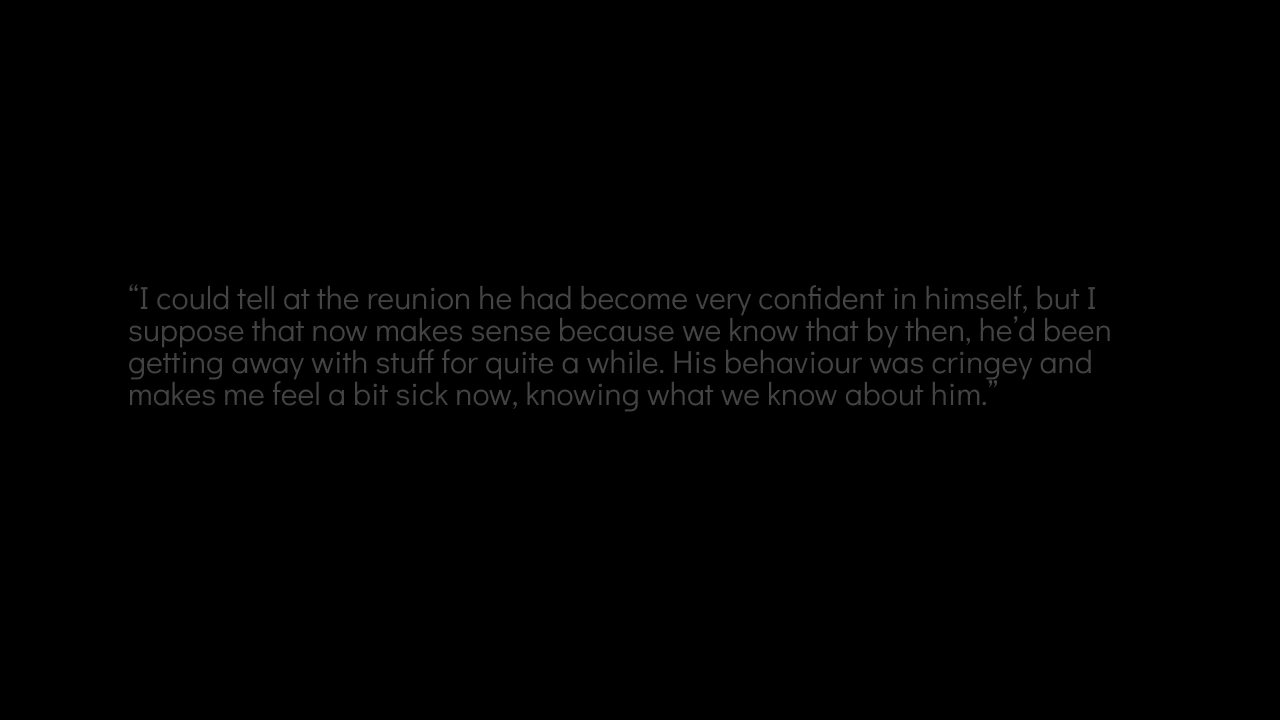 “I could tell at the reunion he had become very confident in himself, but I
suppose that now makes sense because we know that by then, he’d been
getting away with stuff for quite a while. His behaviour was cringey and
makes me feel a bit sick now, knowing what we know about him.”